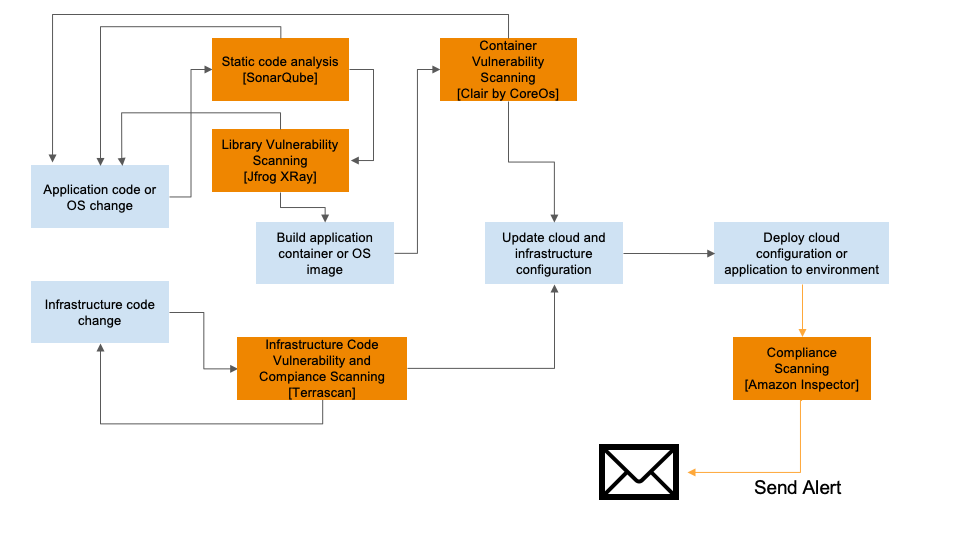 Static code analysis
[SonarQube]
Container
Vulnerability
Scanning
[Clair by CoreOs]
Library Vulnerability
Scanning
[Jfrog XRay]
Application code or
OS change
Build application
container or OS
image
Update cloud and
infrastructure
configuration
Deploy cloud
configuration or
application to environment
Infrastructure code
change
Infrastructure Code
Vulnerability and
Compiance Scanning
[Terrascan]
Compliance
Scanning
[Amazon Inspector]
Send Alert